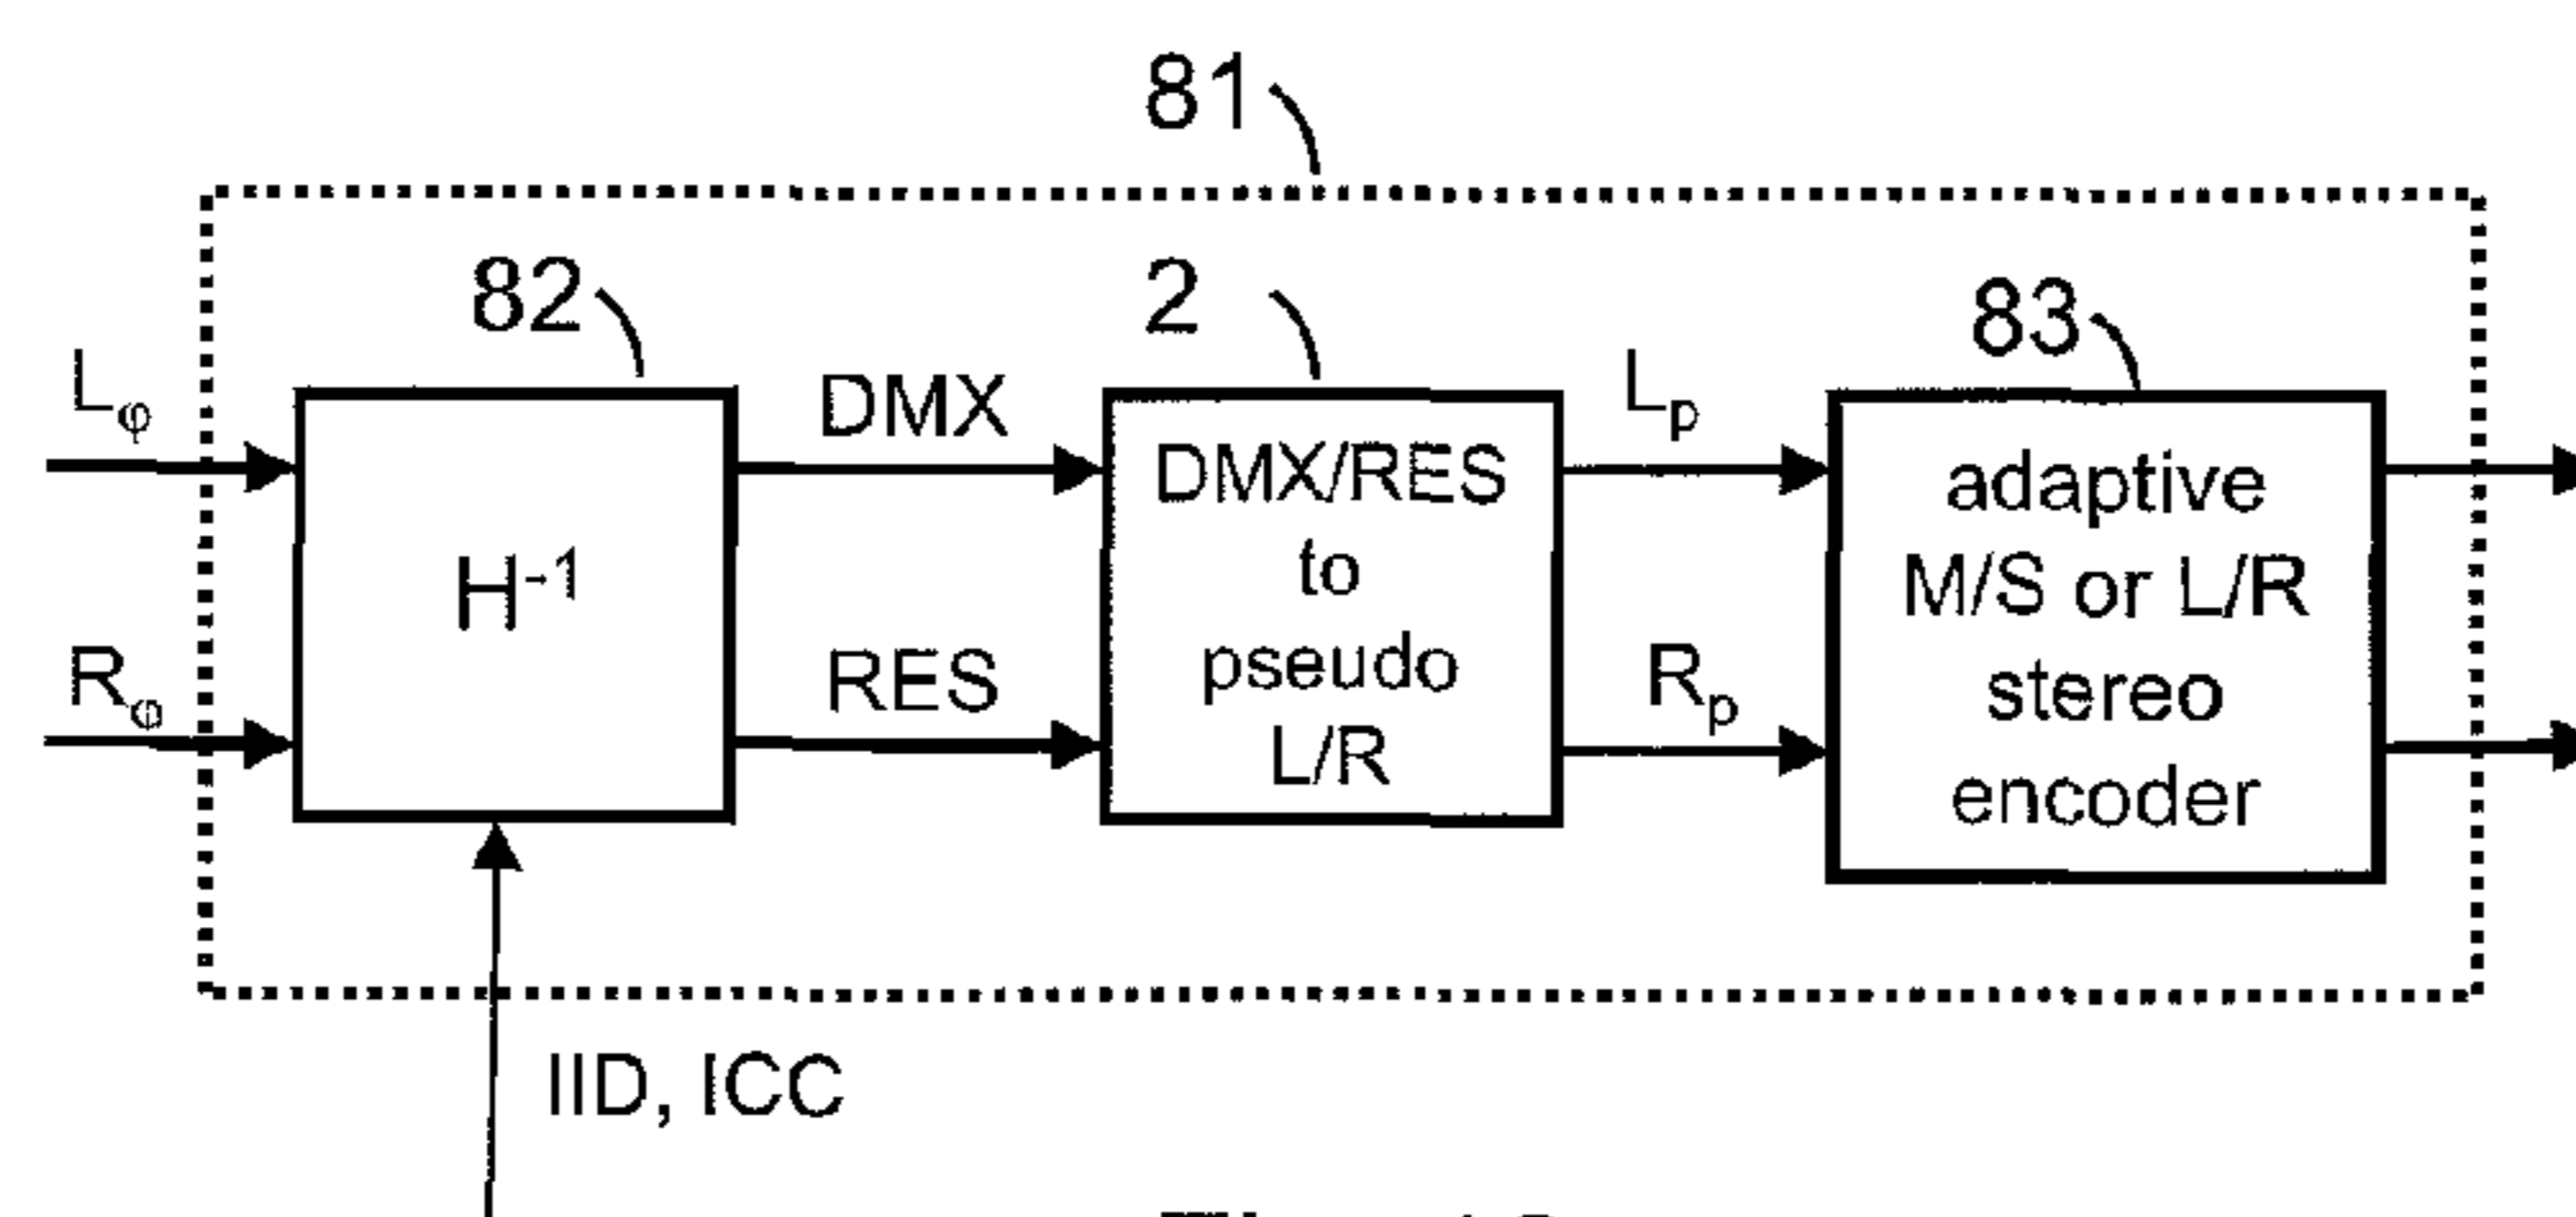 81
82
2
83
Lφ
DMX
Lp
Rφ
RES
Rp
H-1
DMX/RES
to
pseudo
L/R
adaptive
M/S or L/R
stereo
encoder
IID, ICC